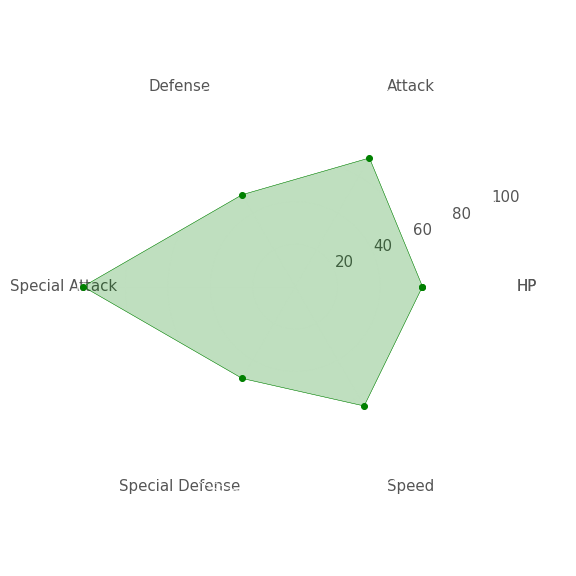 Defense
Attack
100
80
60
40
20
Special Attack
HP
Special Defense
Speed